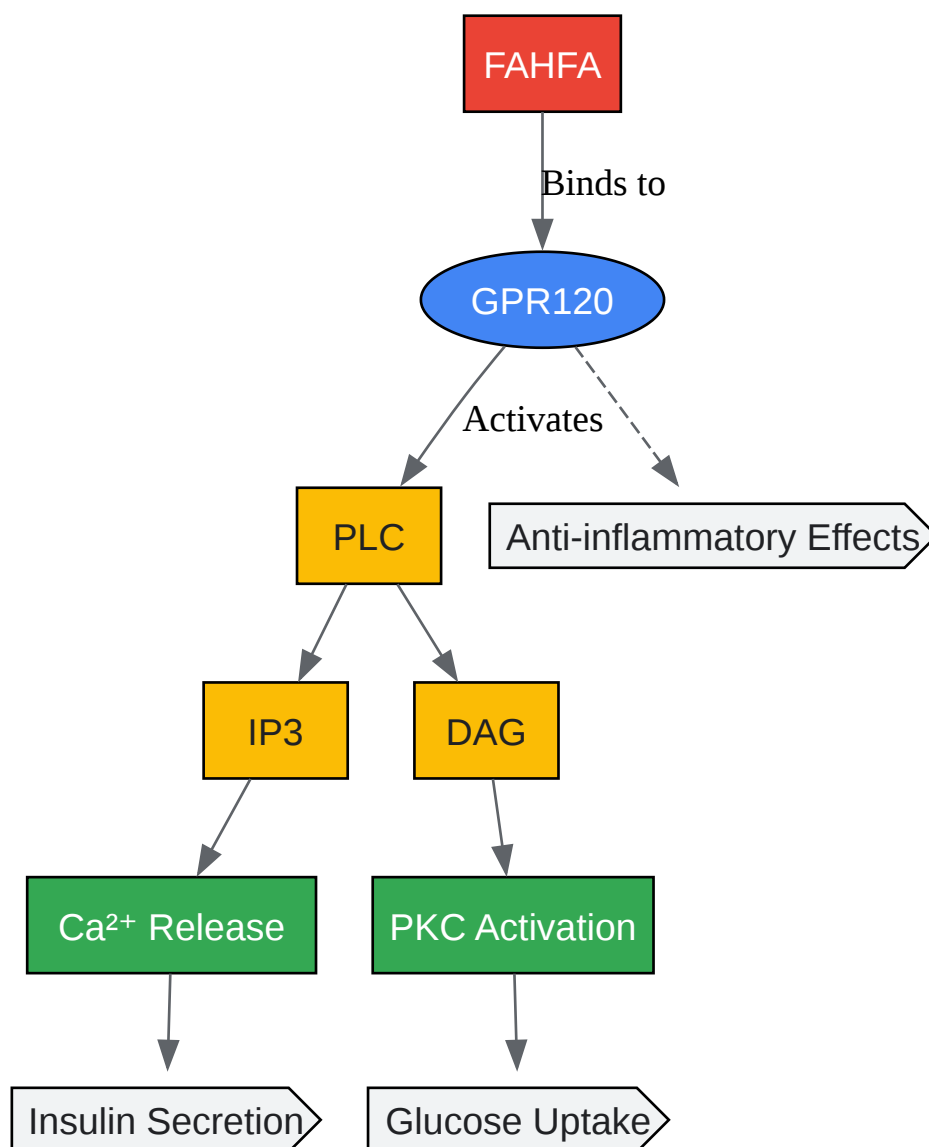 FAHFA
Binds to
GPR120
Activates
PLC
Anti-inflammatory Effects
IP3
DAG
Ca²⁺ Release
PKC Activation
Insulin Secretion
Glucose Uptake